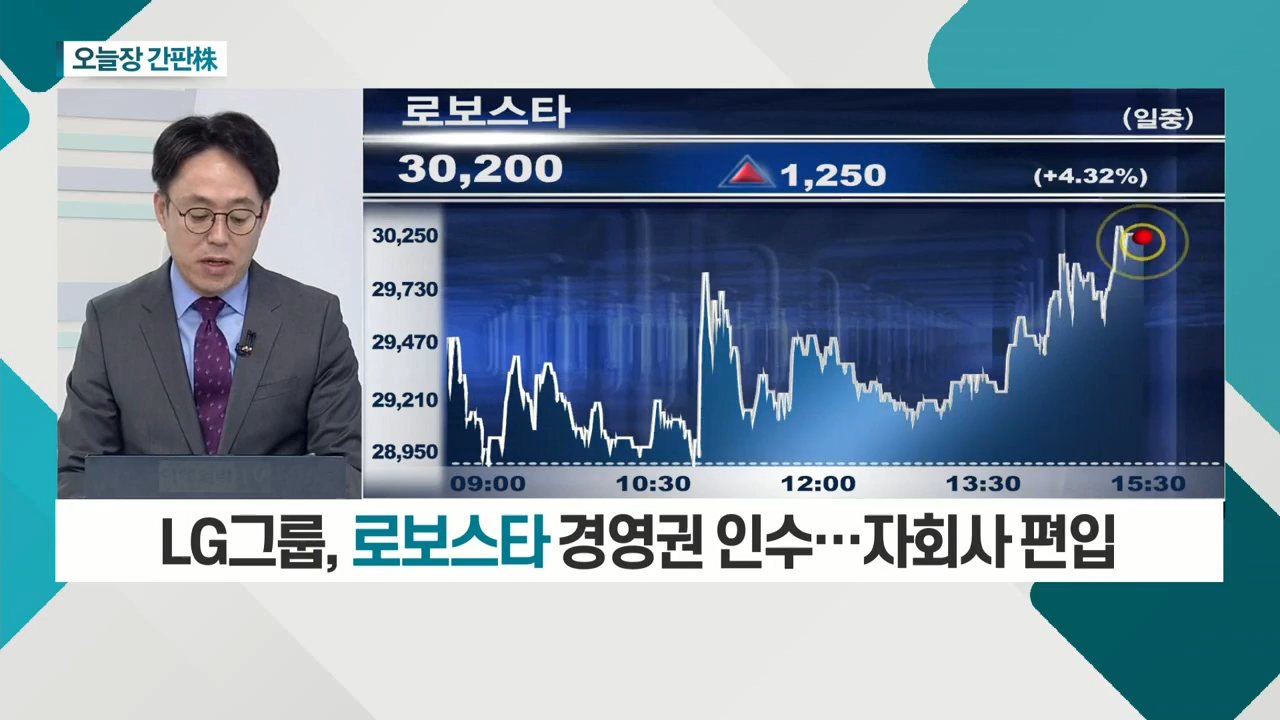 오늘장 간판株
로보스타
(일중)
30,200 ▲ 1,250 (+4.32%)
30,250
29,730
29,470
29,210
28,950
09:00 10:30 12:00 13:30 15:30
LG그룹, 로보스타 경영권 인수…자회사 편입